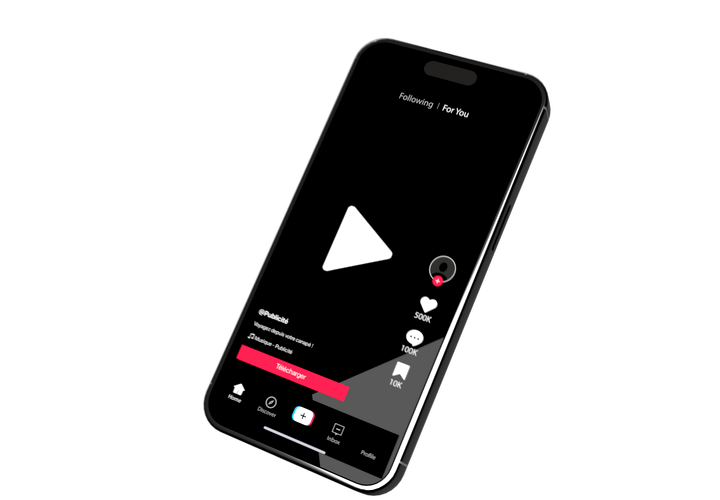 Following | For You
@Publicité
Voyagez depuis votre canapé !
Musique - Publicité
Télécharger
500K
100K
10K
Home
Discover
Inbox
Profile